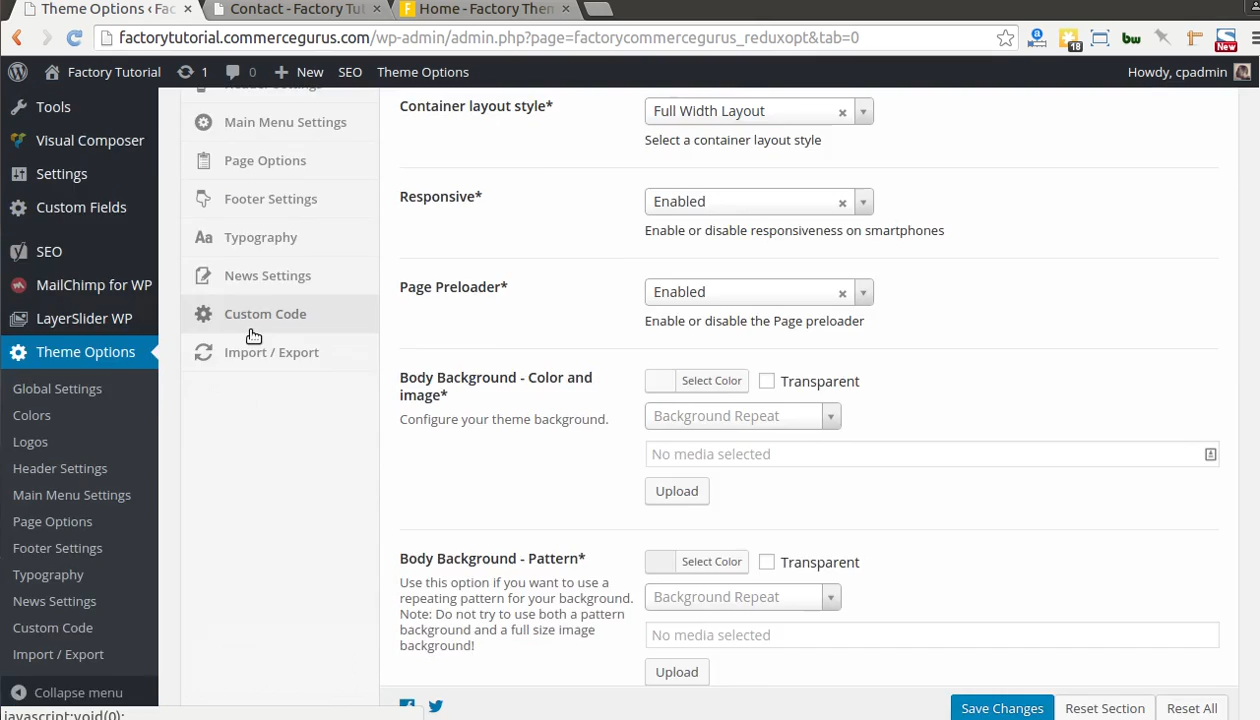 Theme Options ‹ Fac
Contact - Factory Tut
Home - Factory Them
factorytutorial.commercegurus.com/wp-admin/admin.php?page=factorycommercegurus_reduxopt&tab=0
18
bw
New
Factory Tutorial
1
0
New
SEO
Theme Options
Howdy, cpadmin
Tools
Visual Composer
Settings
Custom Fields
SEO
MailChimp for WP
LayerSlider WP
Theme Options
Global Settings
Colors
Logos
Header Settings
Main Menu Settings
Page Options
Footer Settings
Typography
News Settings
Custom Code
Import / Export
Collapse menu
javascript:void(0);
Header Settings
Main Menu Settings
Page Options
Footer Settings
Aa Typography
News Settings
Custom Code
Import / Export
Container layout style*
Full Width Layout
Select a container layout style
Responsive*
Enabled
Enable or disable responsiveness on smartphones
Page Preloader*
Enabled
Enable or disable the Page preloader
Body Background - Color and
image*
Configure your theme background.
Select Color
Transparent
Background Repeat
No media selected
Upload
Body Background - Pattern*
Use this option if you want to use a
repeating pattern for your background.
Note: Do not try to use both a pattern
background and a full size image
background!
Select Color
Transparent
Background Repeat
No media selected
Upload
Save Changes
Reset Section
Reset All